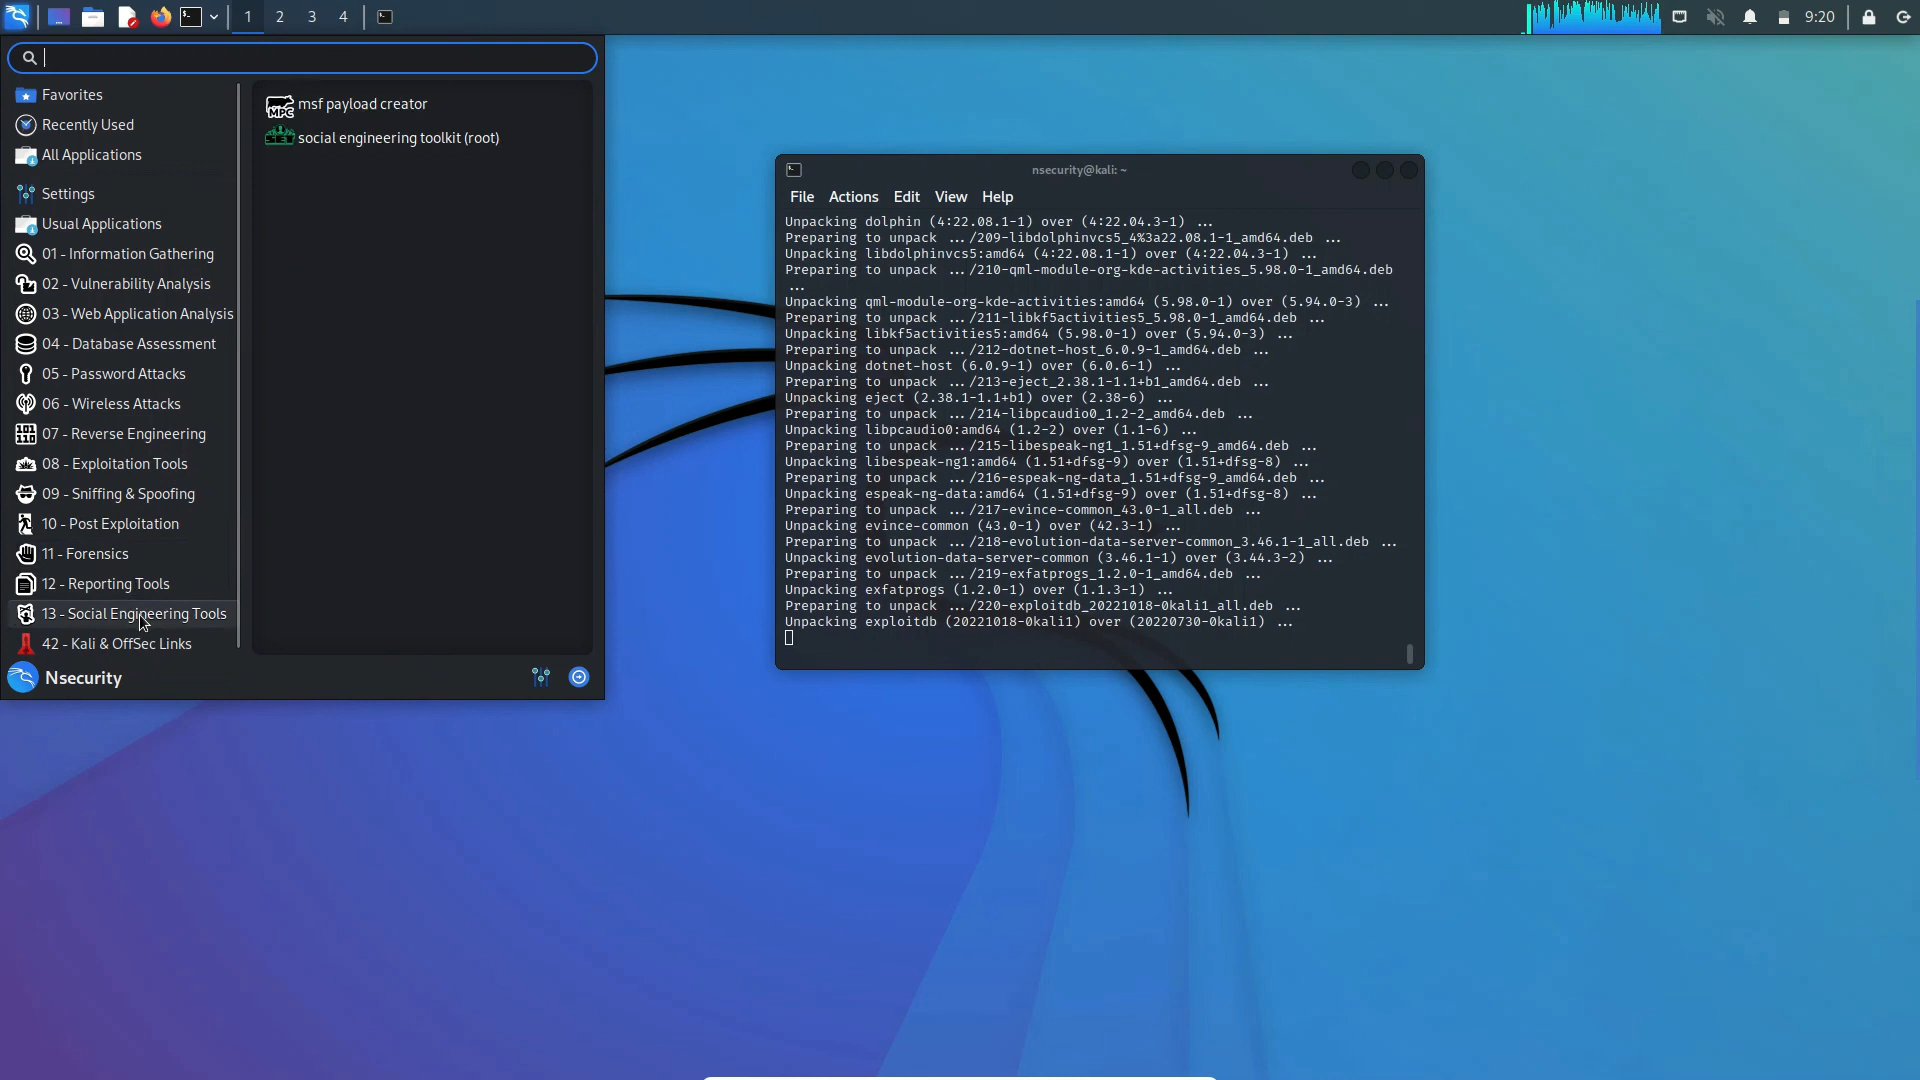 1 2 3 4
9:20
Favorites
Recently Used
All Applications
Settings
Usual Applications
01 - Information Gathering
02 - Vulnerability Analysis
03 - Web Application Analysis
04 - Database Assessment
05 - Password Attacks
06 - Wireless Attacks
07 - Reverse Engineering
08 - Exploitation Tools
09 - Sniffing & Spoofing
10 - Post Exploitation
11 - Forensics
12 - Reporting Tools
13 - Social Engineering Tools
42 - Kali & OffSec Links
Nsecurity
MPC
msf payload creator
SET
social engineering toolkit (root)
nsecurity@kali: ~
File Actions Edit View Help
Unpacking dolphin (4:22.08.1-1) over (4:22.04.3-1) ...
Preparing to unpack .../209-libdolphinvcs5_4%3a22.08.1-1_amd64.deb ...
Unpacking libdolphinvcs5:amd64 (4:22.08.1-1) over (4:22.04.3-1) ...
Preparing to unpack .../210-qml-module-org-kde-activities_5.98.0-1_amd64.deb
...
Unpacking qml-module-org-kde-activities:amd64 (5.98.0-1) over (5.94.0-3) ...
Preparing to unpack .../211-libkf5activities5_5.98.0-1_amd64.deb ...
Unpacking libkf5activities5:amd64 (5.98.0-1) over (5.94.0-3) ...
Preparing to unpack .../212-dotnet-host_6.0.9-1_amd64.deb ...
Unpacking dotnet-host (6.0.9-1) over (6.0.6-1) ...
Preparing to unpack .../213-eject_2.38.1-1.1+b1_amd64.deb ...
Unpacking eject (2.38.1-1.1+b1) over (2.38-6) ...
Preparing to unpack .../214-libpcaudio0_1.2-2_amd64.deb ...
Unpacking libpcaudio0:amd64 (1.2-2) over (1.1-6) ...
Preparing to unpack .../215-libespeak-ng1_1.51+dfsg-9_amd64.deb ...
Unpacking libespeak-ng1:amd64 (1.51+dfsg-9) over (1.51+dfsg-8) ...
Preparing to unpack .../216-espeak-ng-data_1.51+dfsg-9_amd64.deb ...
Unpacking espeak-ng-data:amd64 (1.51+dfsg-9) over (1.51+dfsg-8) ...
Preparing to unpack .../217-evince-common_43.0-1_all.deb ...
Unpacking evince-common (43.0-1) over (42.3-1) ...
Preparing to unpack .../218-evolution-data-server-common_3.46.1-1_all.deb ...
Unpacking evolution-data-server-common (3.46.1-1) over (3.44.3-2) ...
Preparing to unpack .../219-exfatprogs_1.2.0-1_amd64.deb ...
Unpacking exfatprogs (1.2.0-1) over (1.1.3-1) ...
Preparing to unpack .../220-exploitdb_20221018-0kali1_all.deb ...
Unpacking exploitdb (20221018-0kali1) over (20220730-0kali1) ...